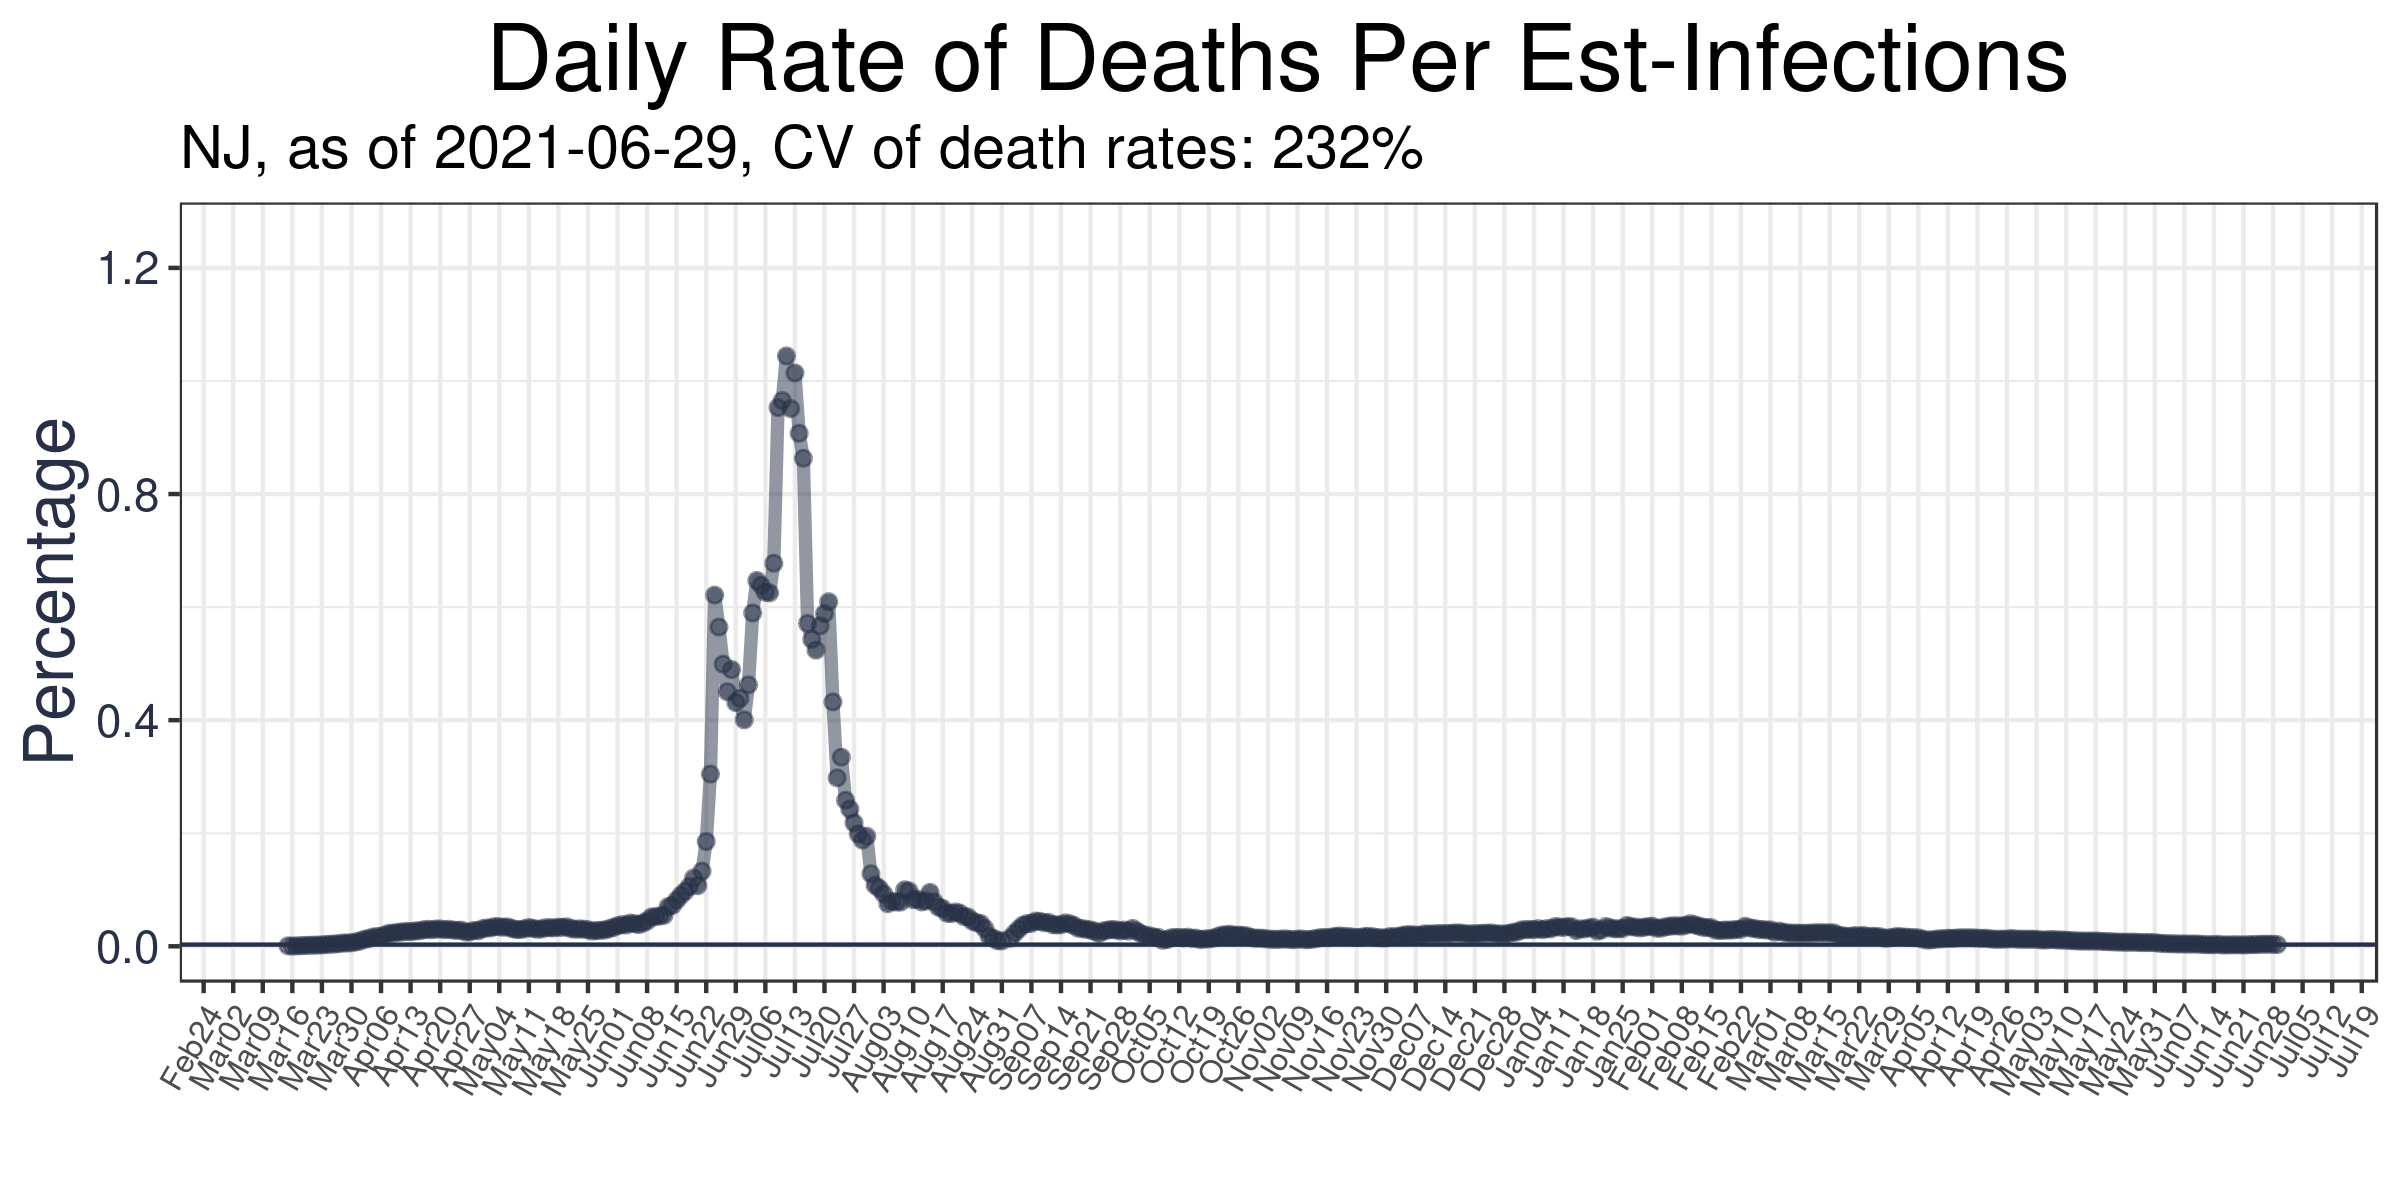 Daily Rate of Deaths Per Est-Infections
NJ, as of 2021-06-29, CV of death rates: 232%
Percentage
1.2
0.8
0.4
0.0
Feb24
Mar02
Mar09
Mar16
Mar23
Mar30
Apr06
Apr13
Apr20
Apr27
May04
May11
May18
May25
Jun01
Jun08
Jun15
Jun22
Jun29
Jul06
Jul13
Jul20
Jul27
Aug03
Aug10
Aug17
Aug24
Aug31
Sep07
Sep14
Sep21
Sep28
Oct05
Oct12
Oct19
Oct26
Nov02
Nov09
Nov16
Nov23
Nov30
Dec07
Dec14
Dec21
Dec28
Jan04
Jan11
Jan18
Jan25
Feb01
Feb08
Feb15
Feb22
Mar01
Mar08
Mar15
Mar22
Mar29
Apr05
Apr12
Apr19
Apr26
May03
May10
May17
May24
May31
Jun07
Jun14
Jun21
Jun28
Jul05
Jul12
Jul19